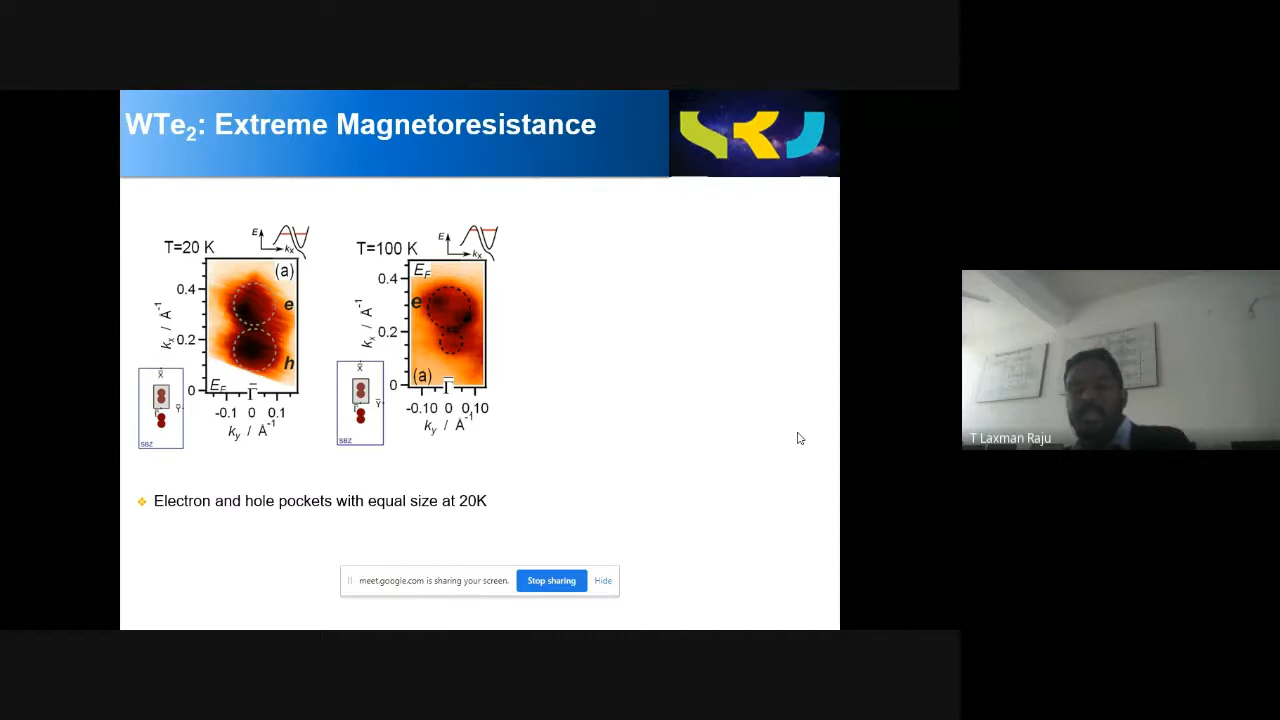 WTe2: Extreme Magnetoresistance
T=20 K
E
kx
(a)
0.4
0.2
0
kx / Å-1
e
h
EF
Γ̅
-0.1 0 0.1
ky / Å-1
X̅
Γ̅
Y̅
SBZ
T=100 K
E
kx
EF
0.4
0.2
0
kx / Å-1
e
(a)
Γ̅
-0.10 0 0.10
ky / Å-1
X̅
Γ̅
Y̅
SBZ
❖ Electron and hole pockets with equal size at 20K
meet.google.com is sharing your screen.
Stop sharing
Hide
T Laxman Raju